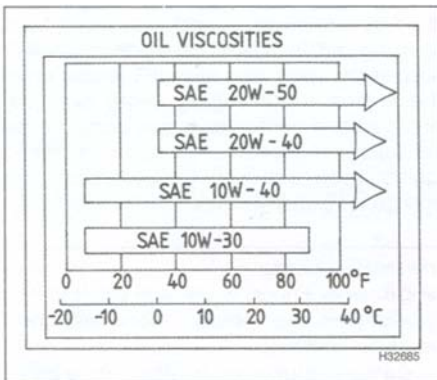 OIL VISCOSITIES
SAE 20W-50
SAE 20W-40
SAE 10W-40
SAE 10W-30
0 20 40 60 80 100°F
-20 -10 0 10 20 30 40°C
H32685